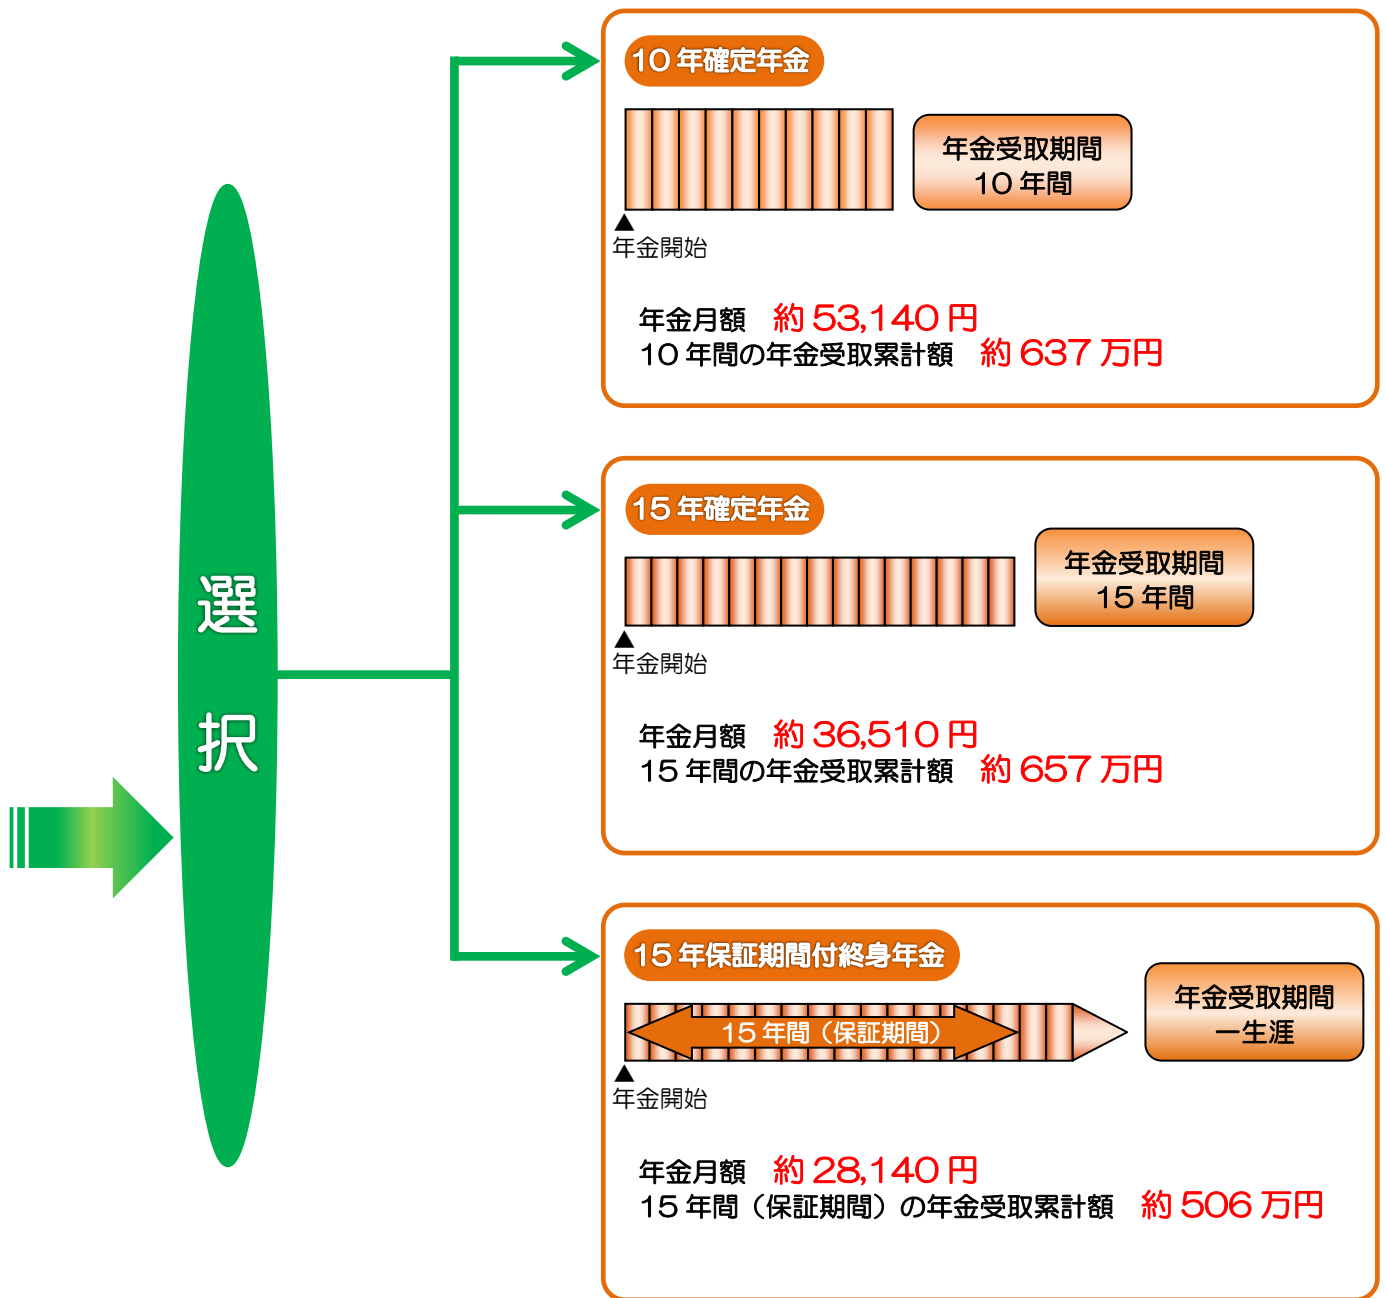 選
択
10年確定年金
年金受取期間
10年間
▲
年金開始
年金月額　約53,140円
10年間の年金受取累計額　約637万円
15年確定年金
年金受取期間
15年間
▲
年金開始
年金月額　約36,510円
15年間の年金受取累計額　約657万円
15年保証期間付終身年金
年金受取期間
一生涯
15年間（保証期間）
▲
年金開始
年金月額　約28,140円
15年間（保証期間）の年金受取累計額　約506万円